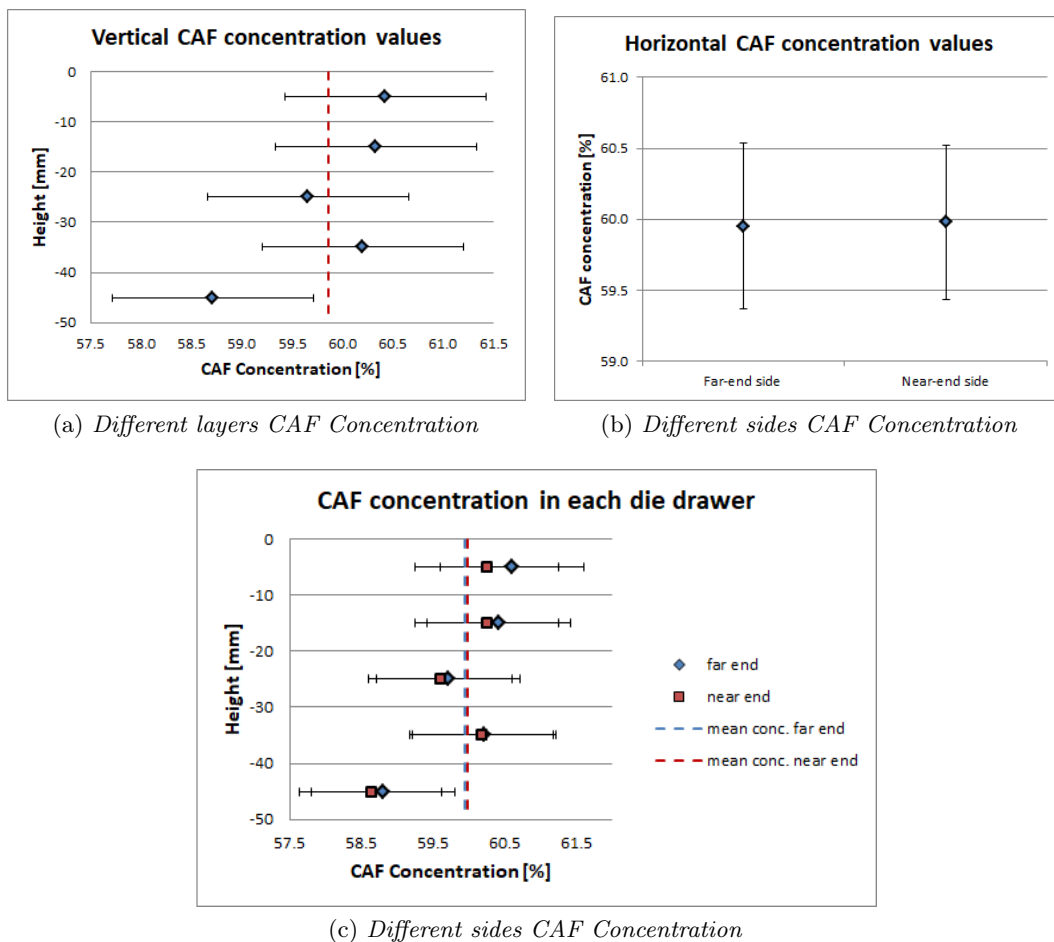 Vertical CAF concentration values
Height [mm]
0
-10
-20
-30
-40
-50
57.5 58.0 58.5 59.0 59.5 60.0 60.5 61.0 61.5
CAF Concentration [%]
(a) Different layers CAF Concentration
Horizontal CAF concentration values
CAF concentration [%]
61.0
60.5
60.0
59.5
59.0
Far-end side Near-end side
(b) Different sides CAF Concentration
CAF concentration in each die drawer
Height [mm]
0
-10
-20
-30
-40
-50
57.5 58.5 59.5 60.5 61.5
CAF Concentration [%]
far end
near end
mean conc. far end
mean conc. near end
(c) Different sides CAF Concentration